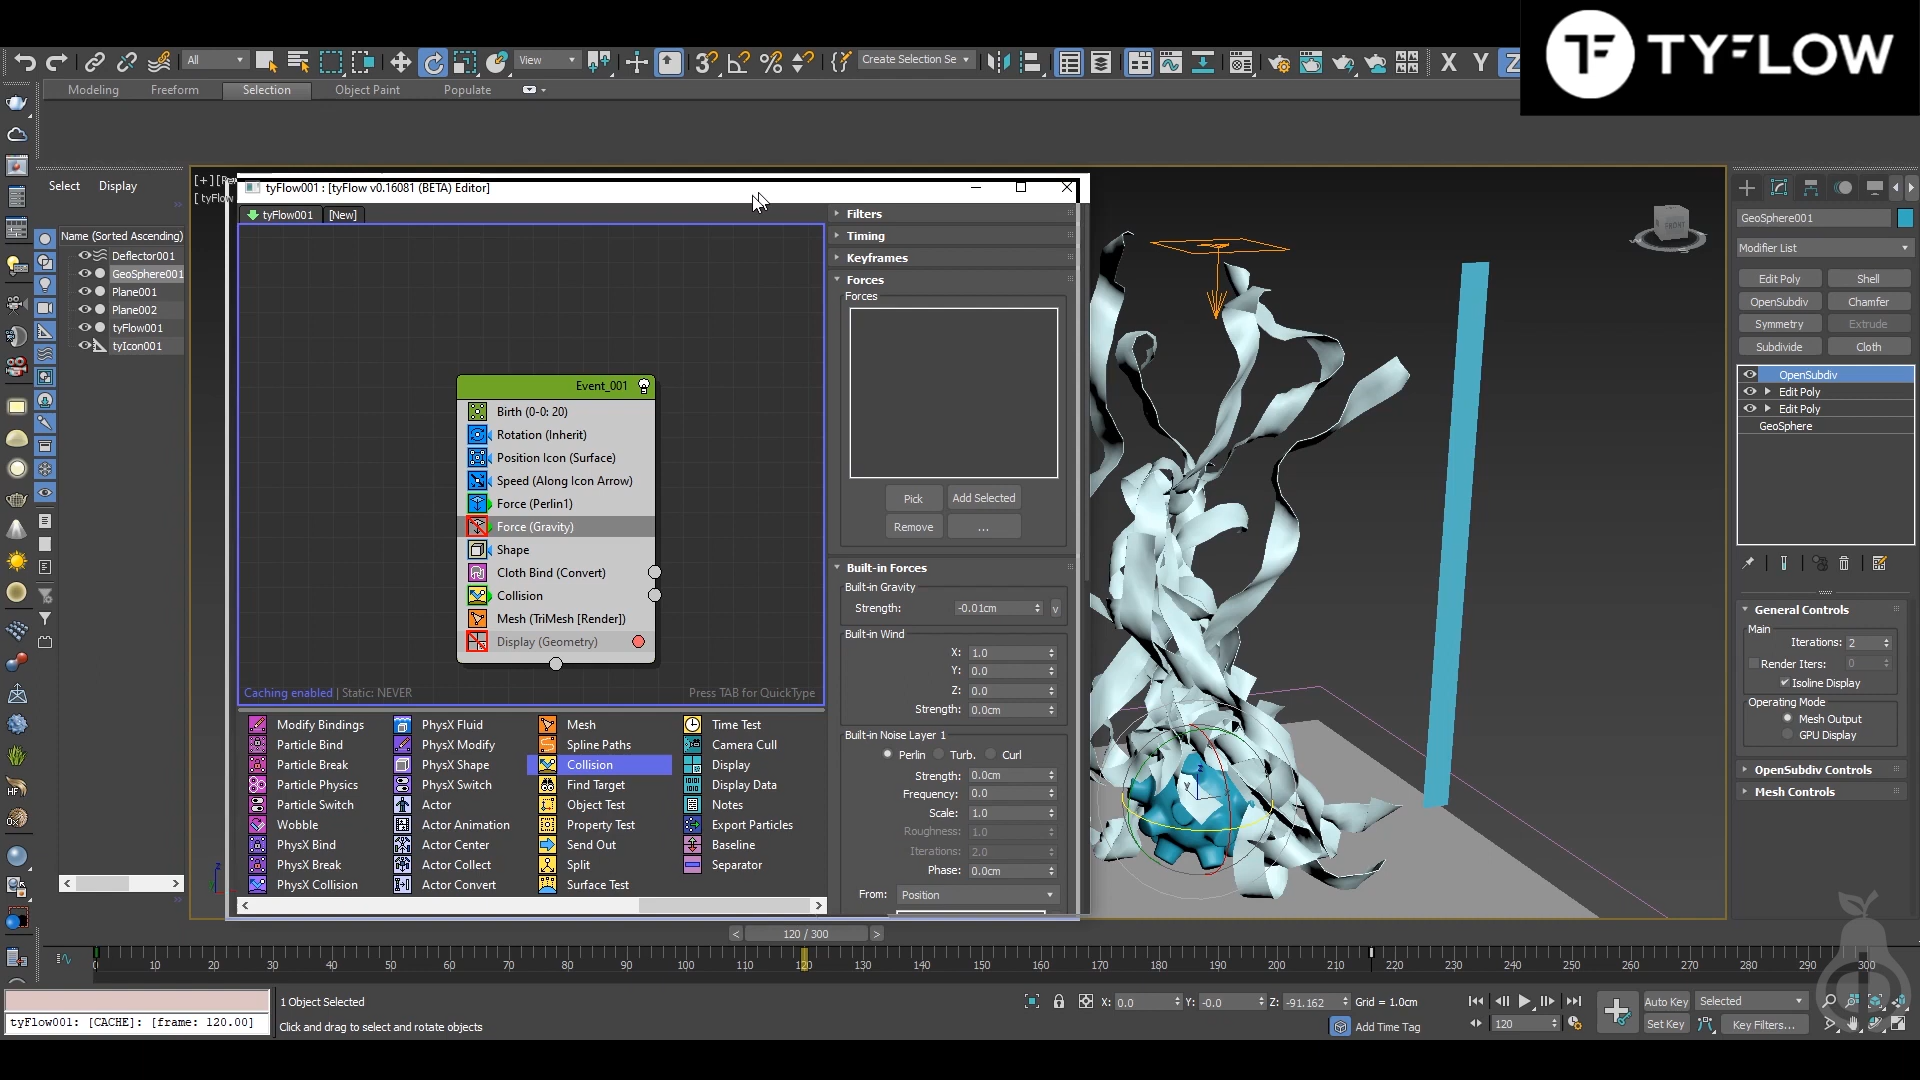 TYFLOW
All
View
Create Selection Se
X
Y
Z
Modeling
Freeform
Selection
Object Paint
Populate
Select
Display
Name (Sorted Ascending)
Deflector001
GeoSphere001
Plane001
Plane002
tyFlow001
tyIcon001
[+]
[ tyFlow
tyFlow001 : [tyFlow v0.16081 (BETA) Editor]
tyFlow001
[New]
Event_001
Birth (0-0: 20)
Rotation (Inherit)
Position Icon (Surface)
Speed (Along Icon Arrow)
Force (Perlin1)
Force (Gravity)
Shape
Cloth Bind (Convert)
Collision
Mesh (TriMesh [Render])
Display (Geometry)
Caching enabled | Static: NEVER
Press TAB for QuickType
Modify Bindings
Particle Bind
Particle Break
Particle Physics
Particle Switch
Wobble
PhysX Bind
PhysX Break
PhysX Collision
PhysX Fluid
PhysX Modify
PhysX Shape
PhysX Switch
Actor
Actor Animation
Actor Center
Actor Collect
Actor Convert
Mesh
Spline Paths
Collision
Find Target
Object Test
Property Test
Send Out
Split
Surface Test
Time Test
Camera Cull
Display
Display Data
Notes
Export Particles
Baseline
Separator
Filters
Timing
Keyframes
Forces
Forces
Pick
Add Selected
Remove
...
Built-in Forces
Built-in Gravity
Strength: -0.01cm v
Built-in Wind
X: 1.0
Y: 0.0
Z: 0.0
Strength: 0.0cm
Built-in Noise Layer 1
Perlin Turb. Curl
Strength: 0.0cm
Frequency: 0.0
Scale: 1.0
Roughness: 1.0
Iterations: 2.0
Phase: 0.0cm
From: Position
FRONT
GeoSphere001
Modifier List
Edit Poly
Shell
OpenSubdiv
Chamfer
Symmetry
Extrude
Subdivide
Cloth
OpenSubdiv
Edit Poly
Edit Poly
GeoSphere
General Controls
Main
Iterations: 2
Render Iters: 0
Isoline Display
Operating Mode
Mesh Output
GPU Display
OpenSubdiv Controls
Mesh Controls
< 120 / 300 >
0 10 20 30 40 50 60 70 80 90 100 110 120 130 140 150 160 170 180 190 200 210 220 230 240 250 260 270 280 290 300
tyFlow001: [CACHE]: [frame: 120.00]
1 Object Selected
Click and drag to select and rotate objects
X: 0.0 Y: -0.0 Z: -91.162 Grid = 1.0cm
Add Time Tag
120
Auto Key
Selected
Set Key
Key Filters...